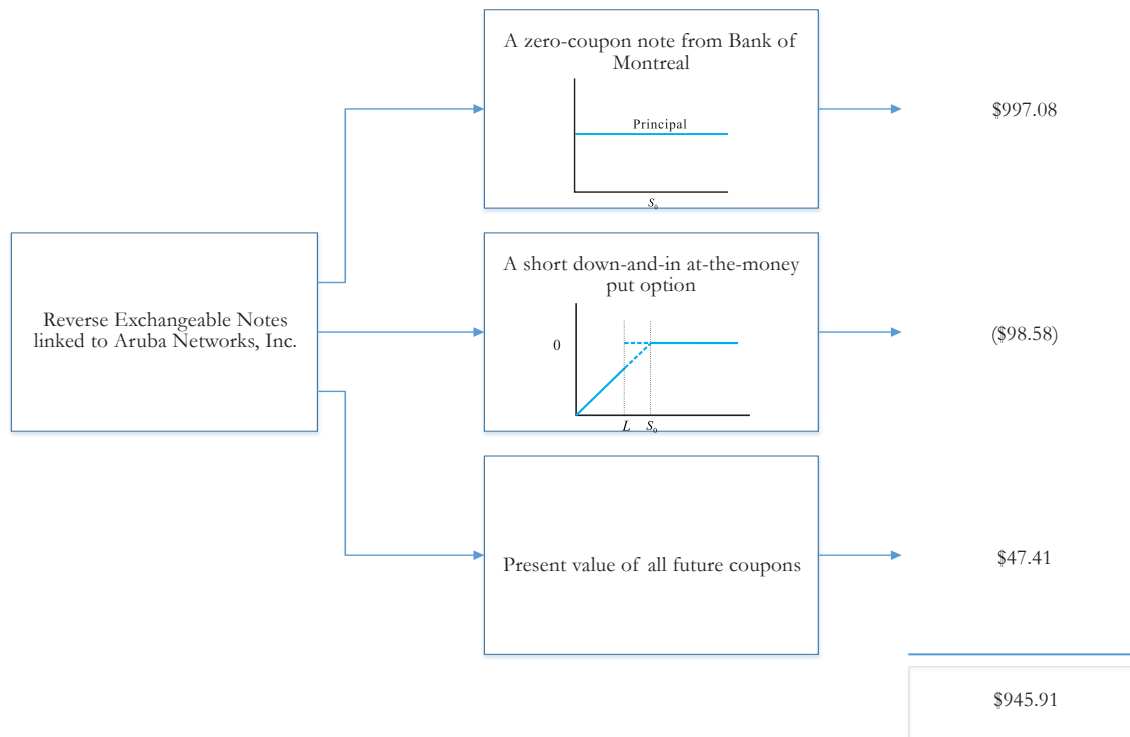 A zero-coupon note from Bank of
Montreal
Principal
S₀
$997.08
Reverse Exchangeable Notes
linked to Aruba Networks, Inc.
A short down-and-in at-the-money
put option
0
L S₀
($98.58)
Present value of all future coupons
$47.41
$945.91